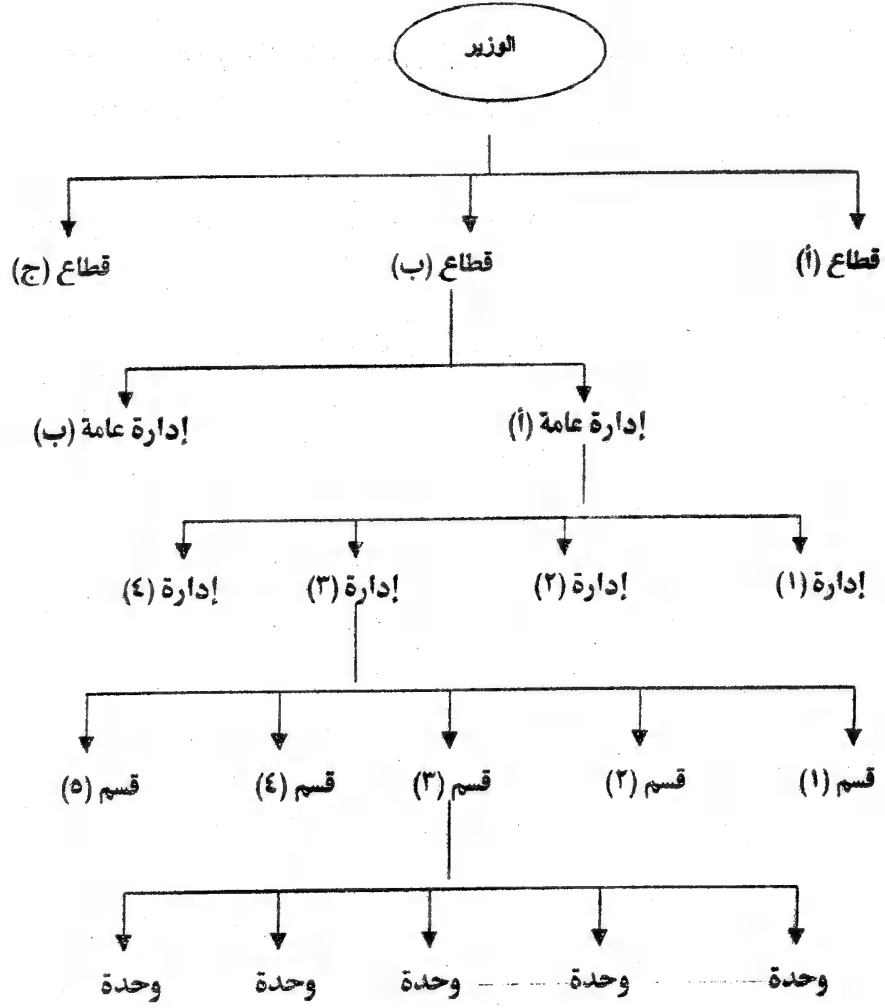 الوزير
قطاع (أ) قطاع (ب) قطاع (ج)
إدارة عامة (أ) إدارة عامة (ب)
إدارة (١) إدارة (٢) إدارة (٣) إدارة (٤)
قسم (١) قسم (٢) قسم (٣) قسم (٤) قسم (٥)
وحدة وحدة وحدة وحدة وحدة